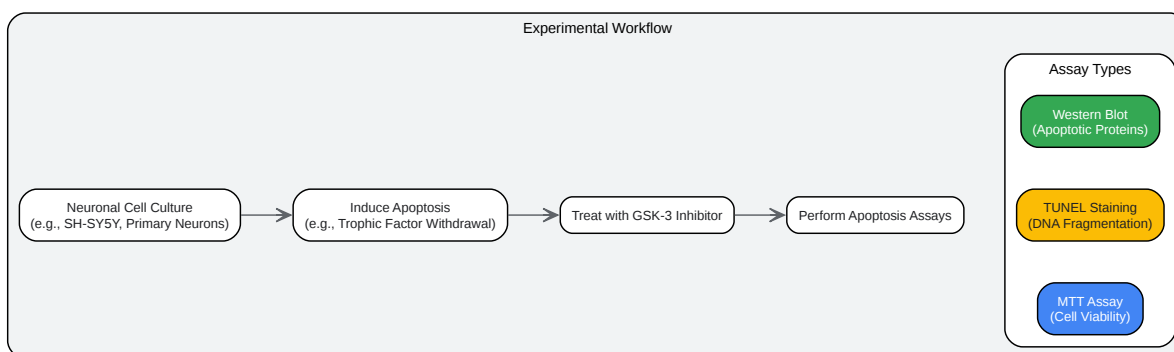 Experimental Workflow
Assay Types
Western Blot
(Apoptotic Proteins)
Neuronal Cell Culture
(e.g., SH-SY5Y, Primary Neurons)
Induce Apoptosis
(e.g., Trophic Factor Withdrawal)
Treat with GSK-3 Inhibitor
Perform Apoptosis Assays
TUNEL Staining
(DNA Fragmentation)
MTT Assay
(Cell Viability)